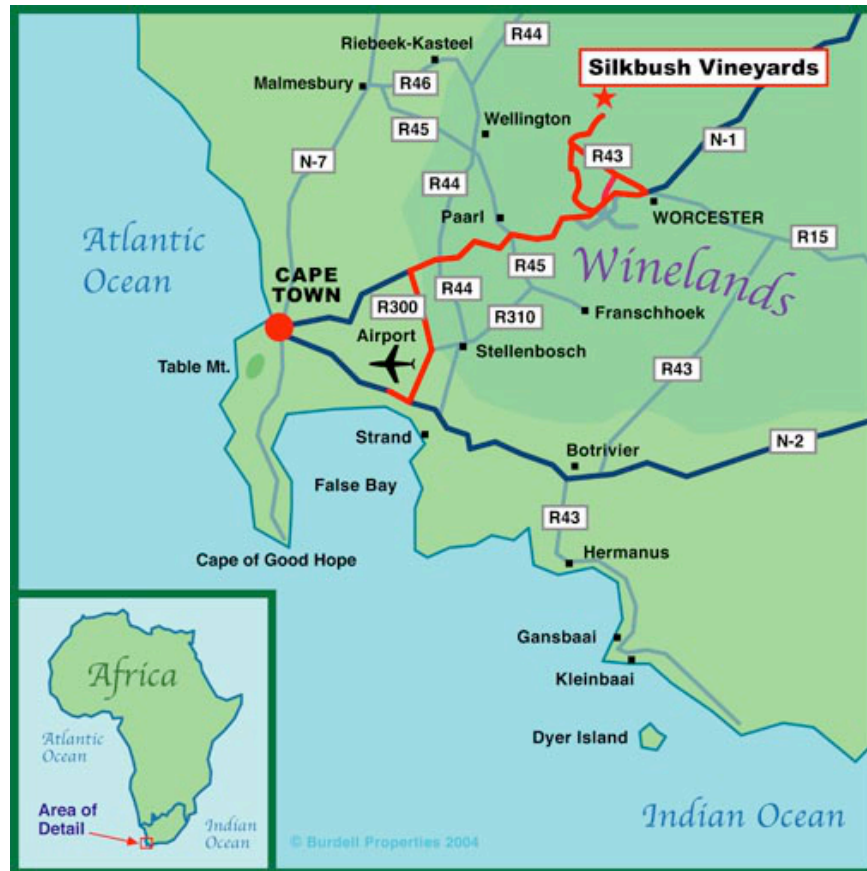 R44
Riebeek-Kasteel
Silkbush Vineyards
Malmesbury
R46
Wellington
R45
N-1
R43
N-7
R44
Paarl
WORCESTER
Atlantic
Ocean
R15
R45
Winelands
CAPE
TOWN
R44
R300
R310
Franschhoek
Airport
Stellenbosch
Table Mt.
R43
Strand
Botrivier
N-2
False Bay
R43
Cape of Good Hope
Hermanus
Gansbaai
Kleinbaai
Africa
Dyer Island
Atlantic
Ocean
Area of
Detail
Indian
Ocean
Indian Ocean
© Burdell Properties 2004